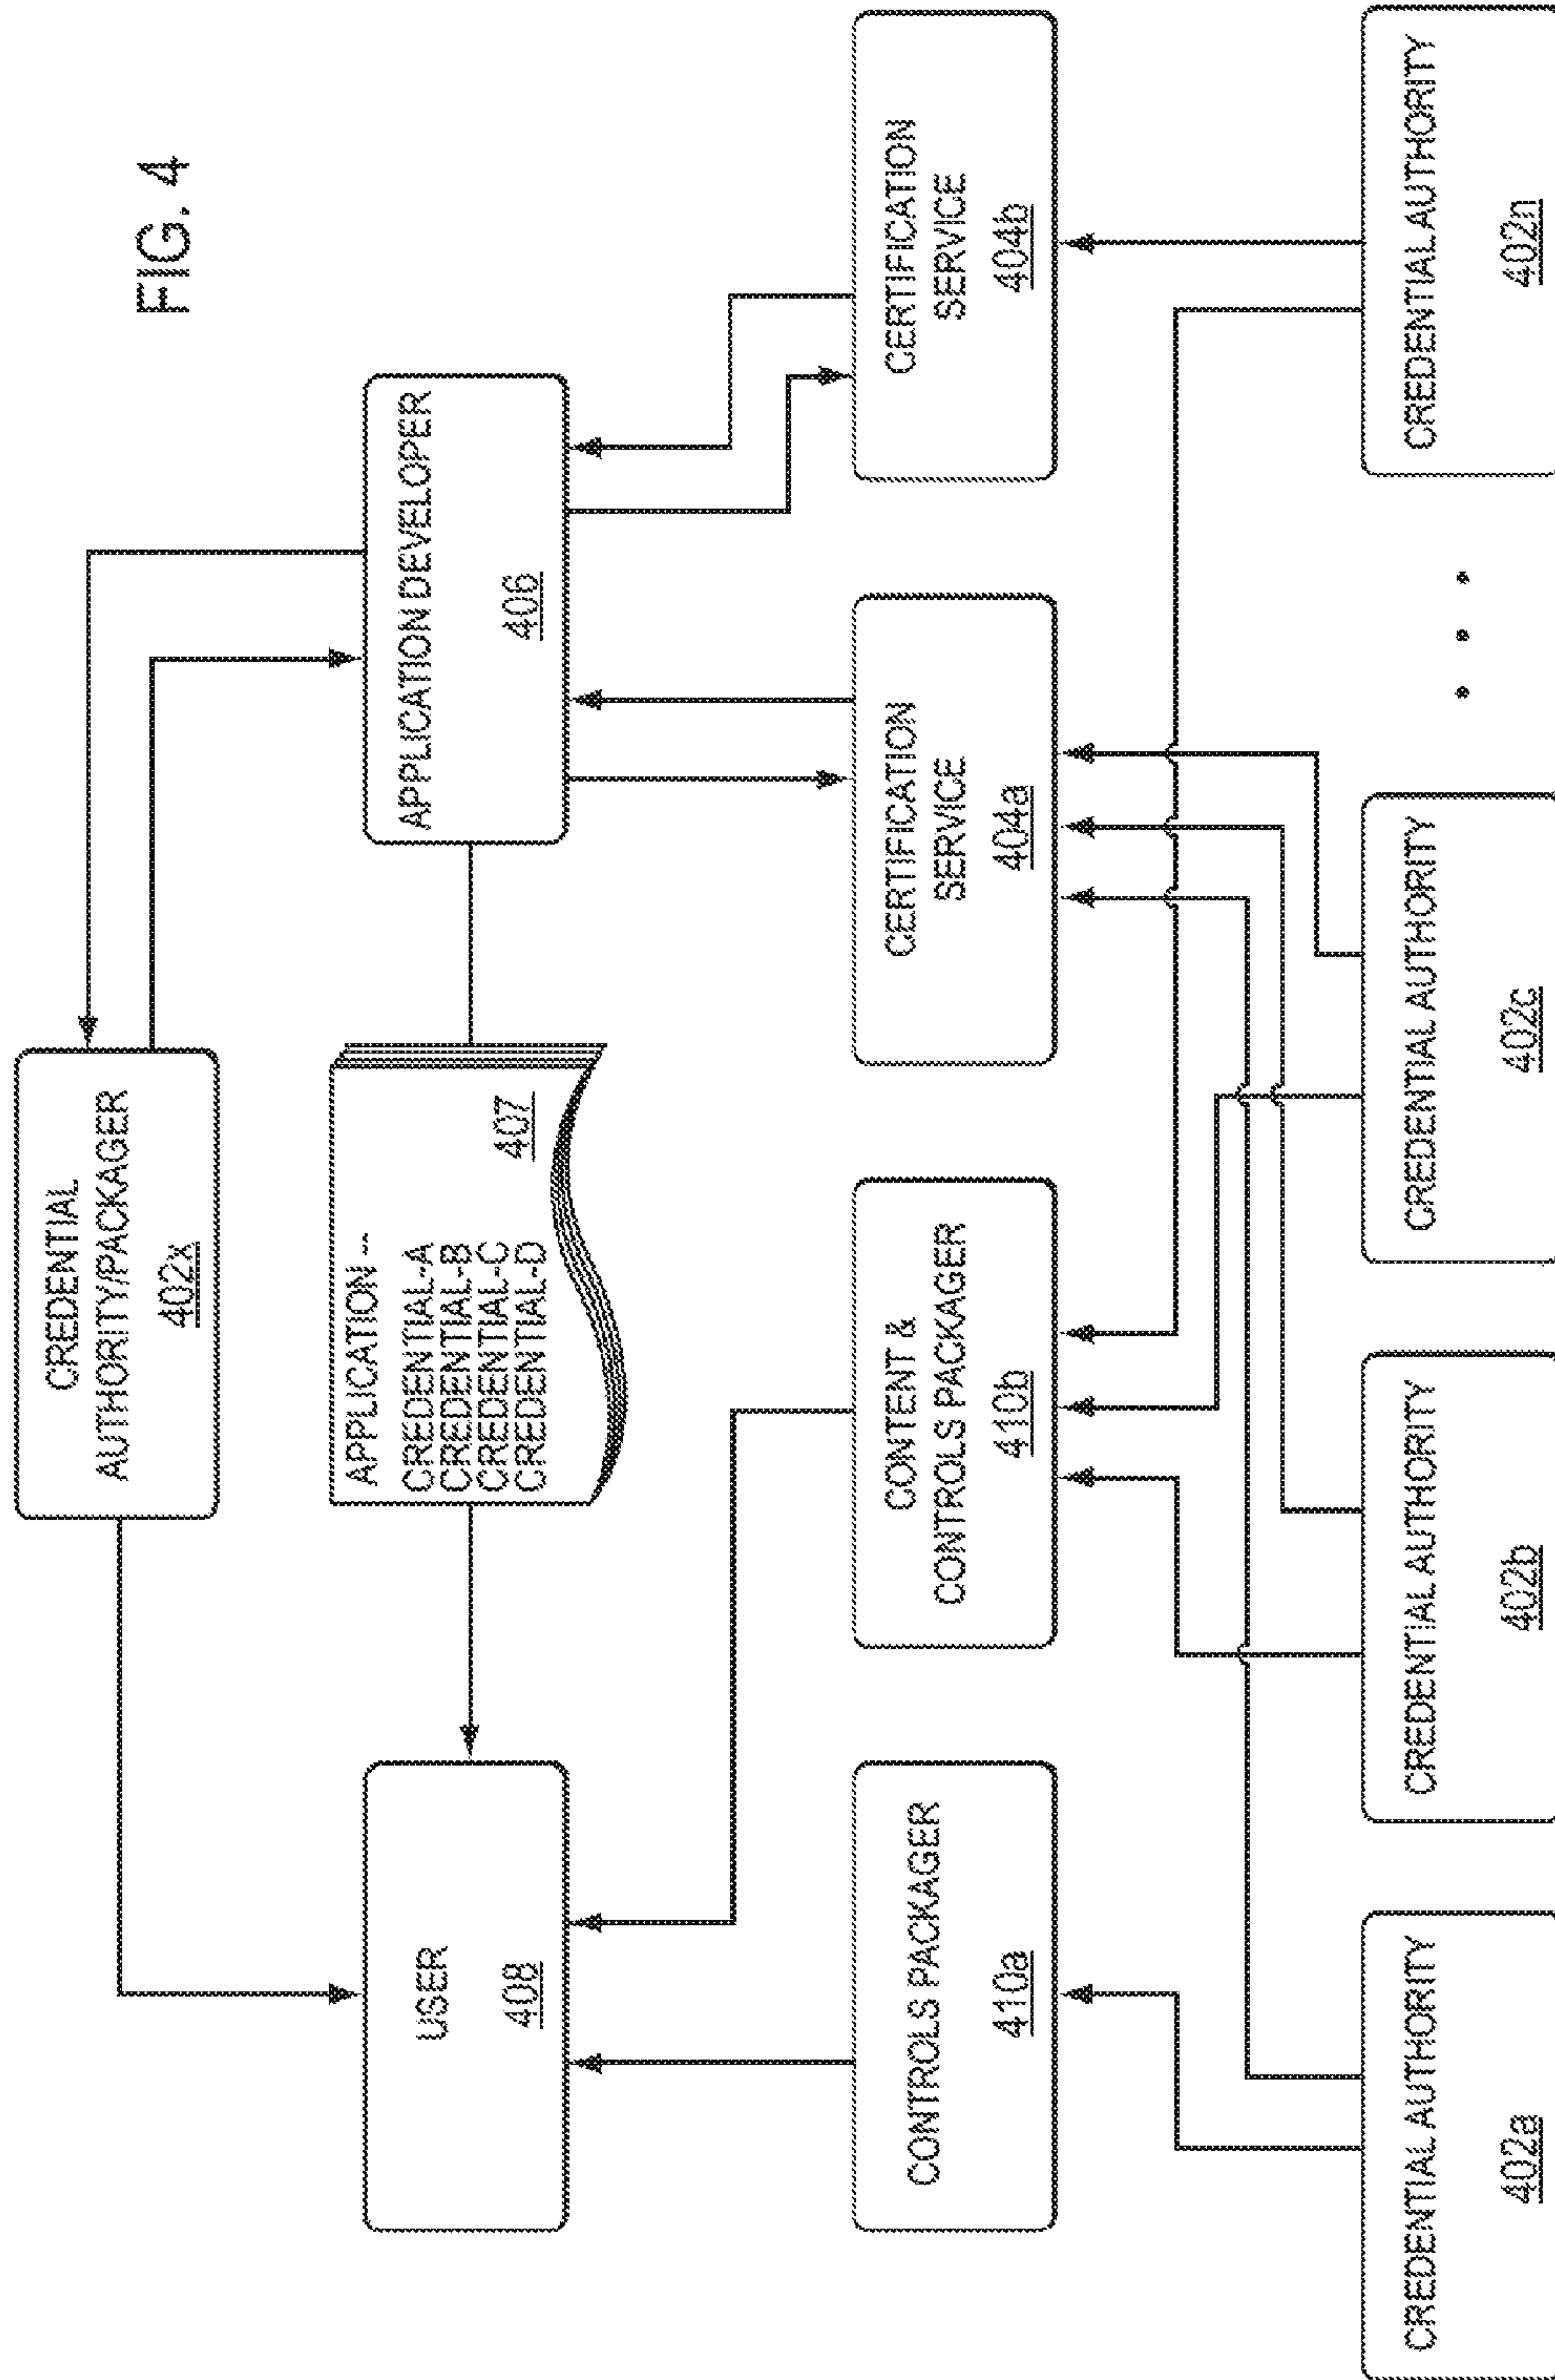 FIG. 4
CREDENTIAL
AUTHORITY/PACKAGER
402x
USER
408
APPLICATION --
CREDENTIAL-A
CREDENTIAL-B
CREDENTIAL-C
CREDENTIAL-D
407
APPLICATION DEVELOPER
406
CONTROLS PACKAGER
410a
CONTENT &
CONTROLS PACKAGER
410b
CERTIFICATION
SERVICE
404a
CERTIFICATION
SERVICE
404b
CREDENTIAL AUTHORITY
402a
CREDENTIAL AUTHORITY
402b
CREDENTIAL AUTHORITY
402c
• • •
CREDENTIAL AUTHORITY
402n